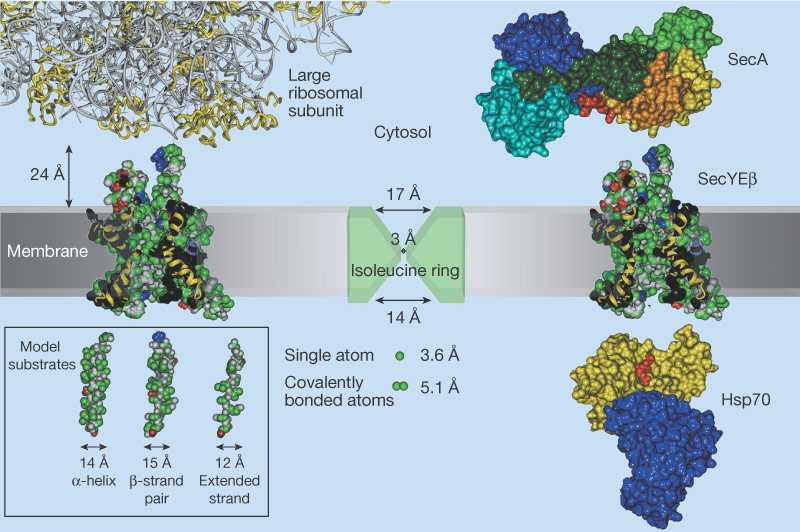 Large
ribosomal
subunit
SecA
Cytosol
24 Å
SecYEβ
17 Å
Membrane
3 Å
Isoleucine ring
14 Å
Model
substrates
14 Å
α-helix
15 Å
β-strand
pair
12 Å
Extended
strand
Single atom 3.6 Å
Covalently
bonded atoms 5.1 Å
Hsp70